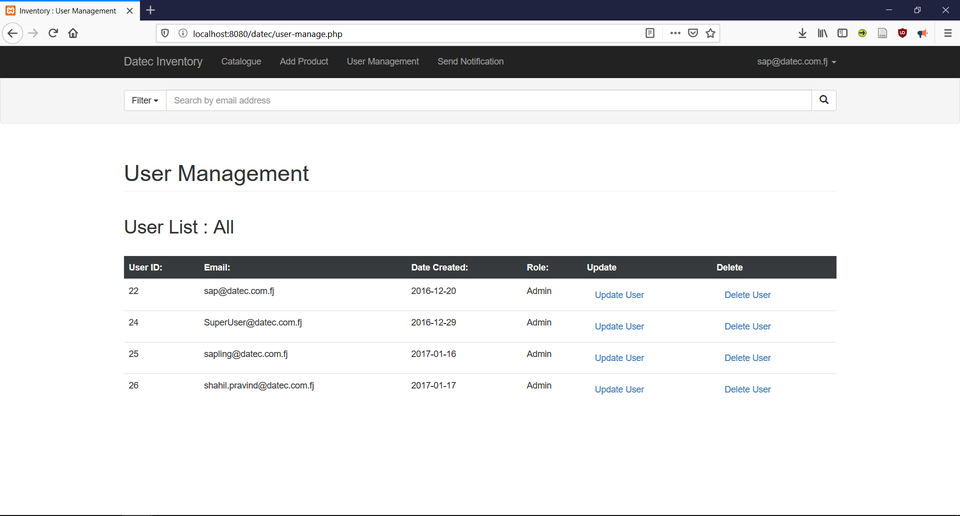 Inventory : User Management
localhost:8080/datec/user-manage.php
Datec Inventory Catalogue Add Product User Management Send Notification sap@datec.com.fj
Filter Search by email address
User Management
User List : All
User ID: Email: Date Created: Role: Update Delete
22 sap@datec.com.fj 2016-12-20 Admin Update User Delete User
24 SuperUser@datec.com.fj 2016-12-29 Admin Update User Delete User
25 sapling@datec.com.fj 2017-01-16 Admin Update User Delete User
26 shahil.pravind@datec.com.fj 2017-01-17 Admin Update User Delete User